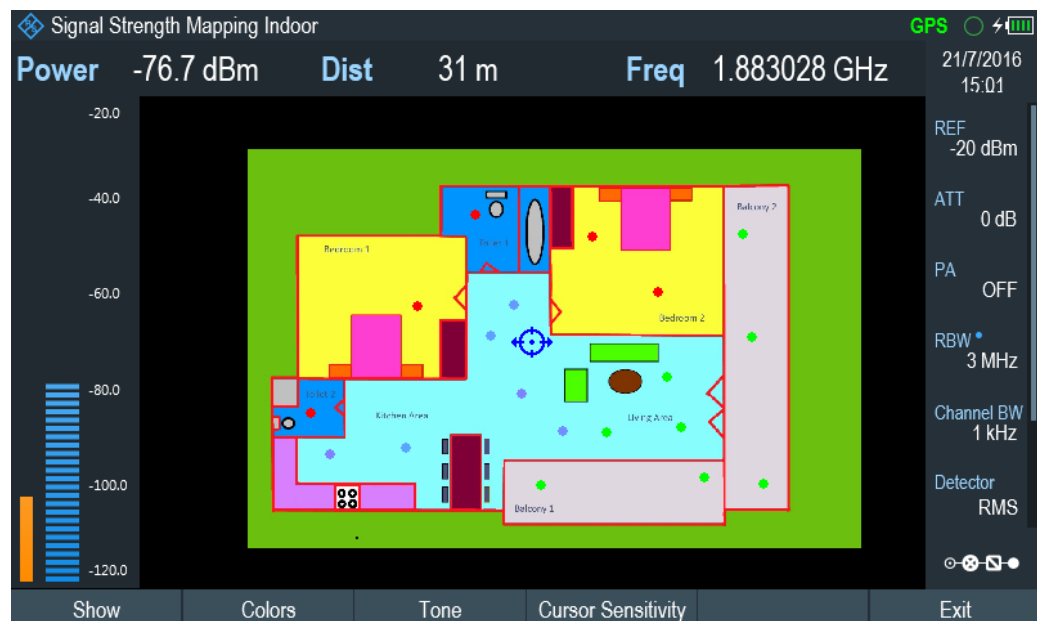 Signal Strength Mapping Indoor
GPS
Power -76.7 dBm Dist 31 m Freq 1.883028 GHz
21/7/2016
15:01
-20.0
-40.0
-60.0
-80.0
-100.0
-120.0
Balcony 2
Bedroom 1
Toilet 1
Bedroom 2
Toilet 2
Kitchen Area
Living Area
Balcony 1
REF
-20 dBm
ATT
0 dB
PA
OFF
RBW
3 MHz
Channel BW
1 kHz
Detector
RMS
Show Colors Tone Cursor Sensitivity Exit